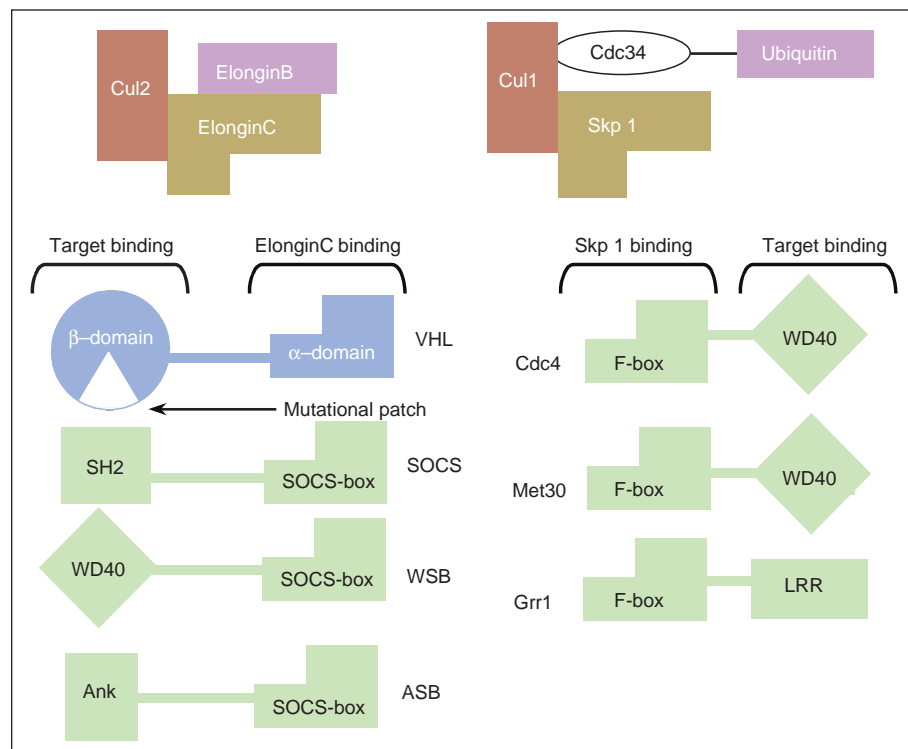 Cul2
ElonginB
ElonginC
Cul1
Cdc34
Ubiquitin
Skp 1
Target binding
ElonginC binding
β–domain
α–domain
VHL
Mutational patch
SH2
SOCS-box
SOCS
WD40
SOCS-box
WSB
Ank
SOCS-box
ASB
Skp 1 binding
Target binding
Cdc4
F-box
WD40
Met30
F-box
WD40
Grr1
F-box
LRR